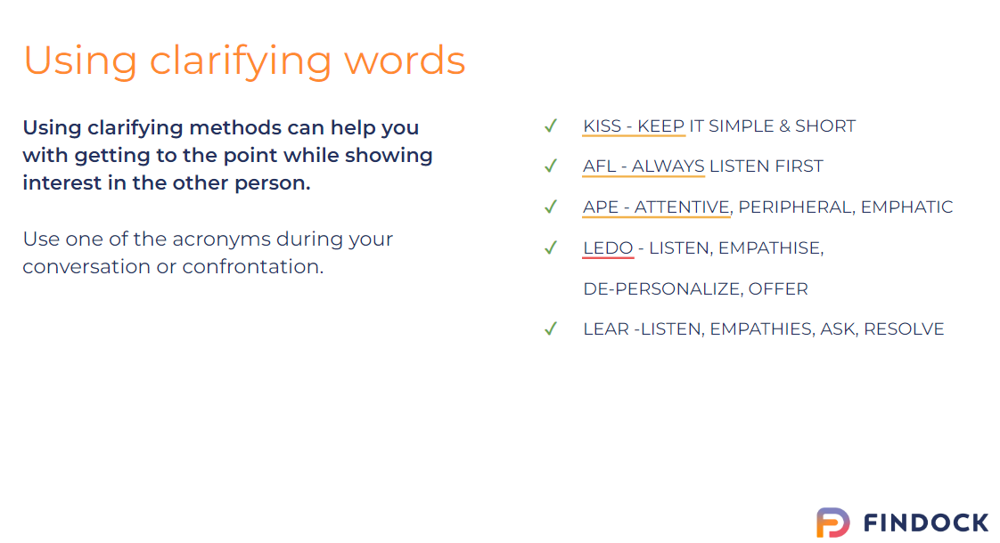 Using clarifying words
Using clarifying methods can help you
with getting to the point while showing
interest in the other person.
Use one of the acronyms during your
conversation or confrontation.
✓ KISS - KEEP IT SIMPLE & SHORT
✓ AFL - ALWAYS LISTEN FIRST
✓ APE - ATTENTIVE, PERIPHERAL, EMPHATIC
✓ LEDO - LISTEN, EMPATHISE,
DE-PERSONALIZE, OFFER
✓ LEAR -LISTEN, EMPATHIES, ASK, RESOLVE
FINDOCK